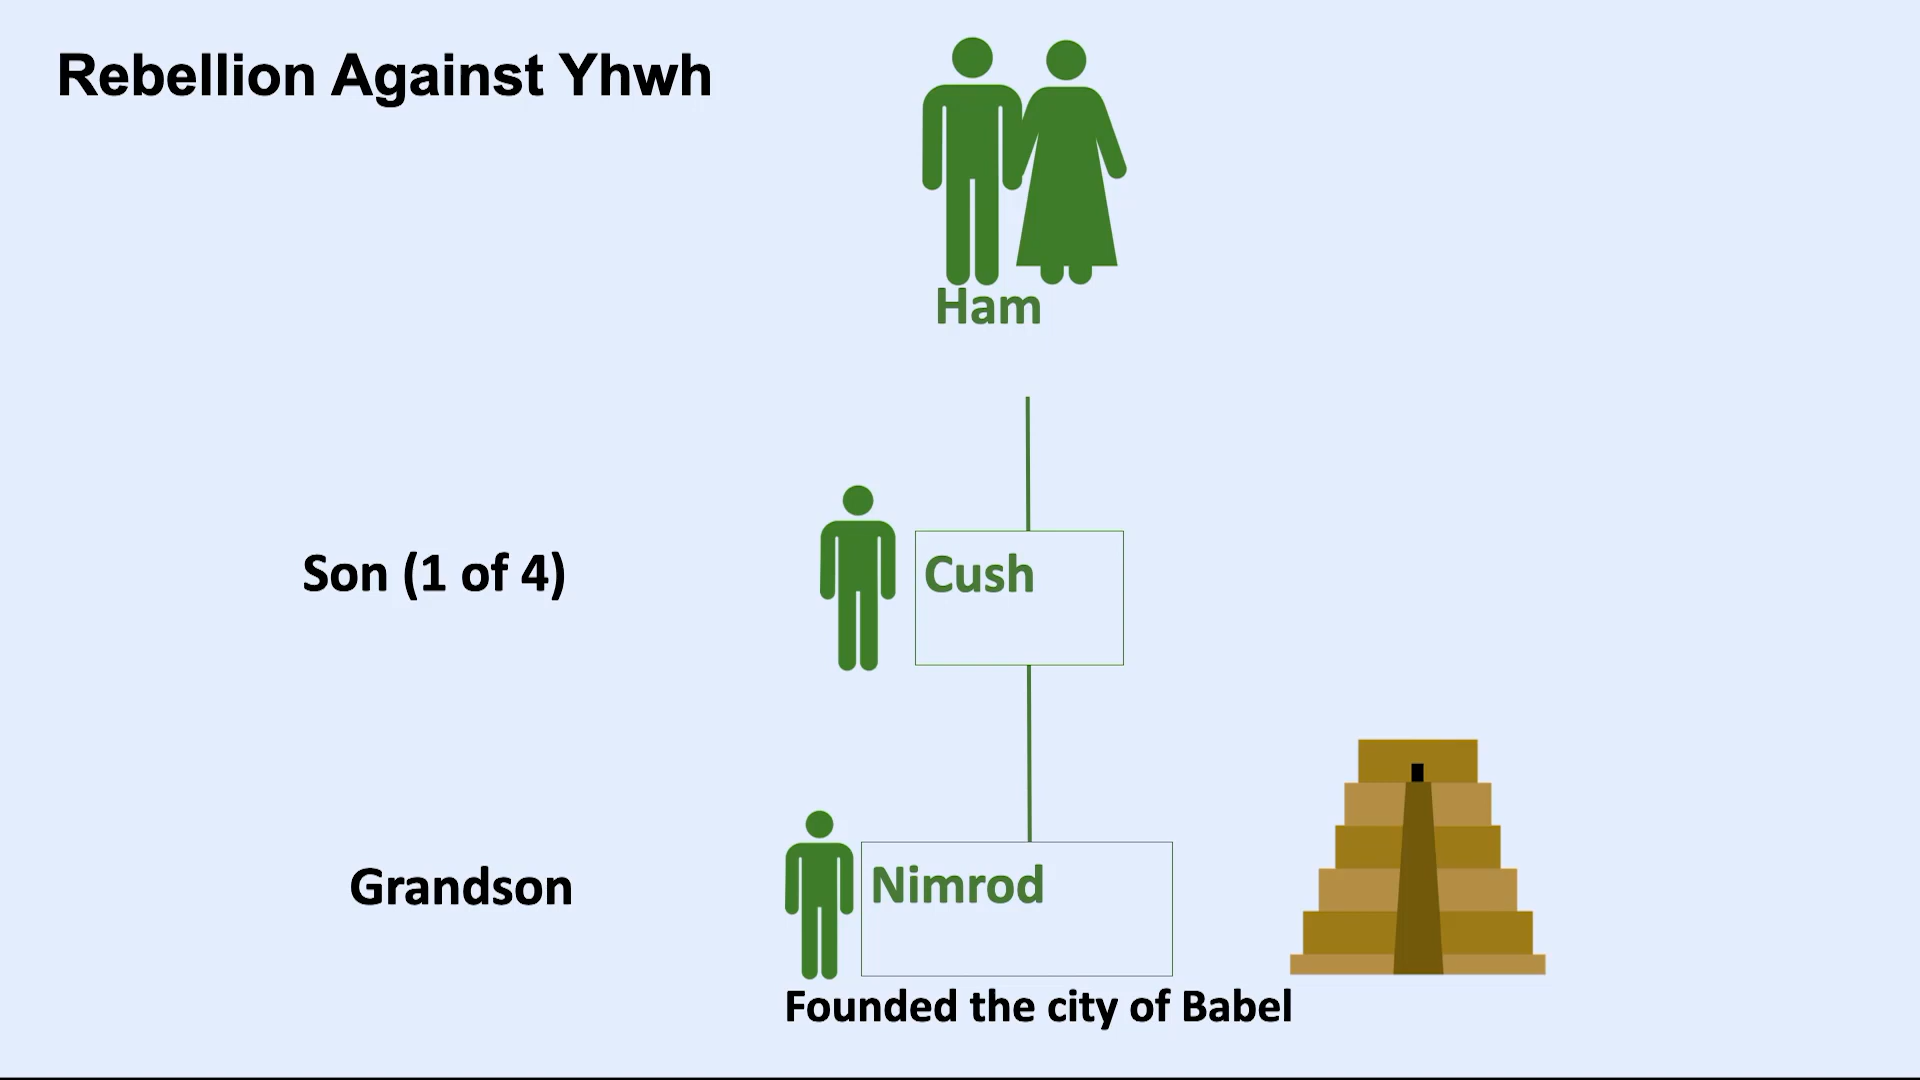 Rebellion Against Yhwh
Ham
Son (1 of 4)
Cush
Grandson
Nimrod
Founded the city of Babel